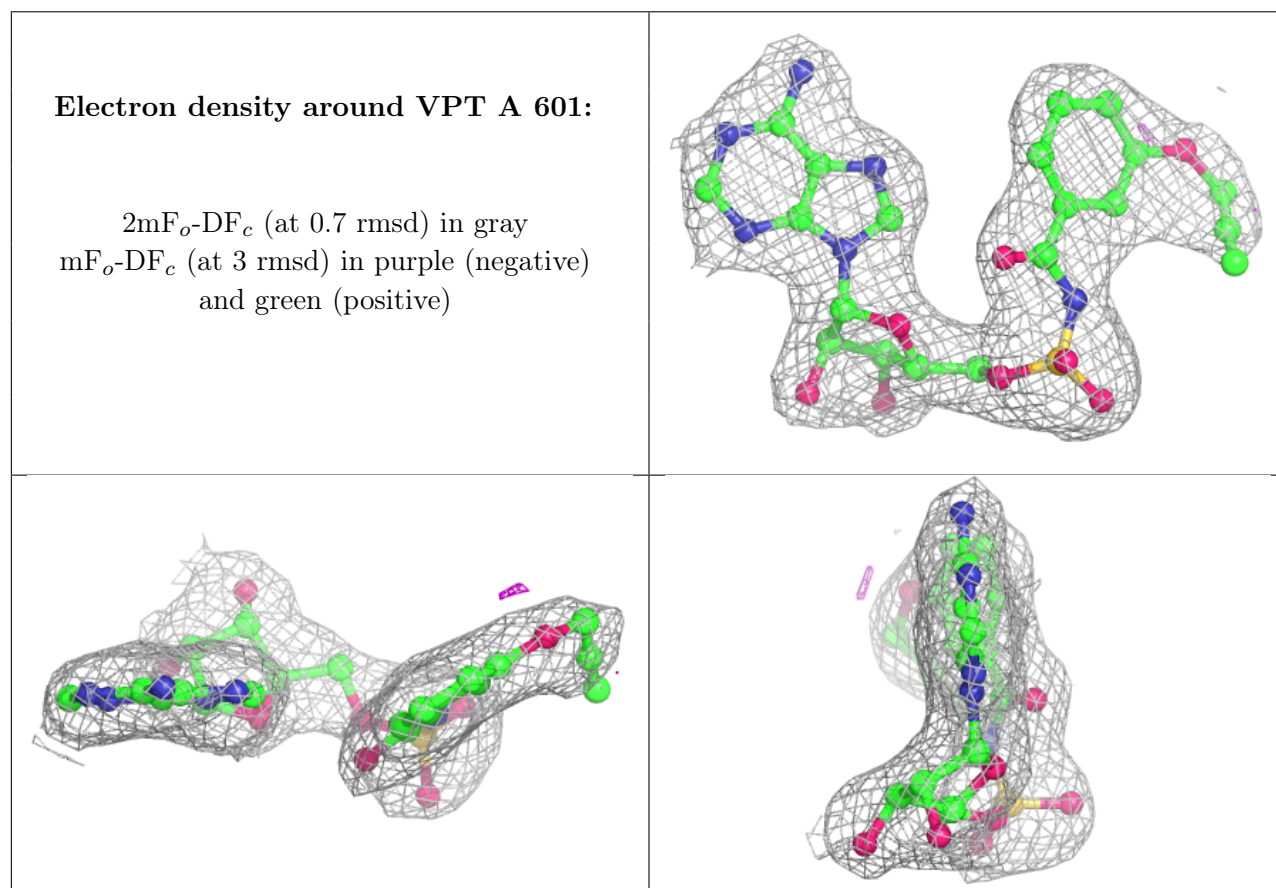 Electron density around VPT A 601:
2mFo-DFc (at 0.7 rmsd) in gray
mFo-DFc (at 3 rmsd) in purple (negative)
and green (positive)